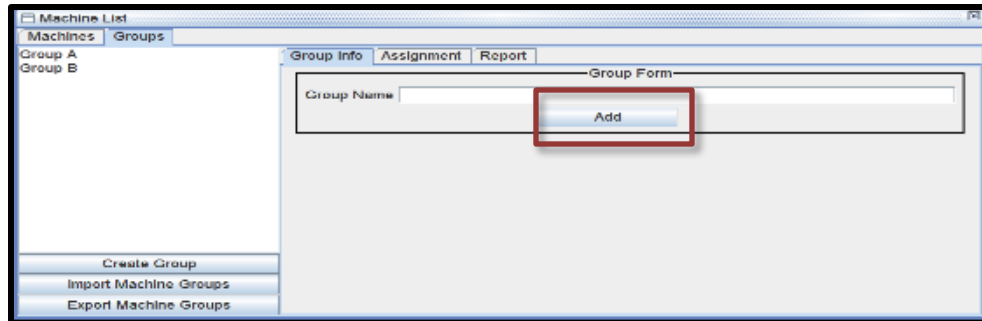 Machine List
Machines Groups
Group A
Group B
Group Info Assignment Report
Group Form
Group Name
Add
Create Group
Import Machine Groups
Export Machine Groups